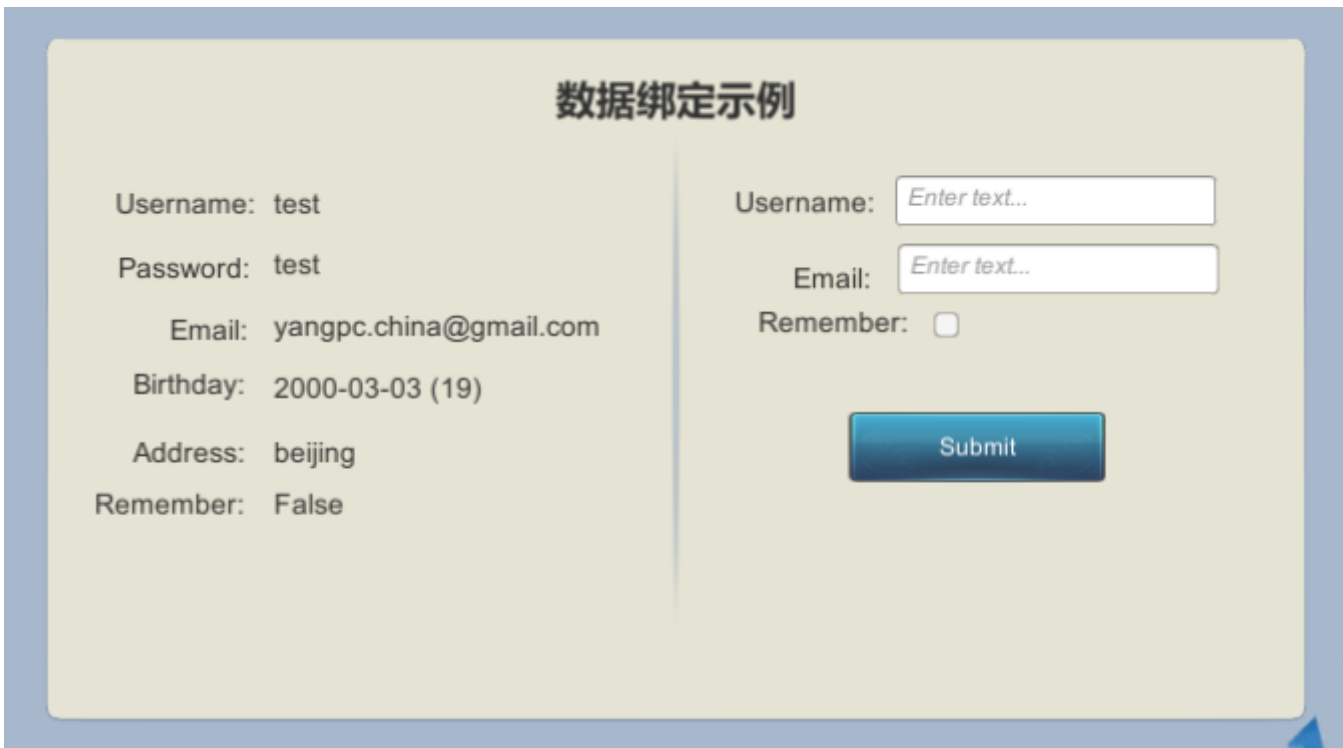 数据绑定示例
Username: test
Password: test
Email: yangpc.china@gmail.com
Birthday: 2000-03-03 (19)
Address: beijing
Remember: False
Username: Enter text...
Email: Enter text...
Remember:
Submit